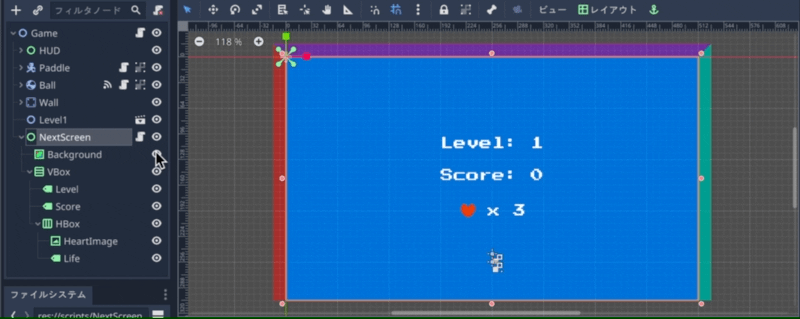 フィルタノード
ビュー
レイアウト
Game
HUD
Paddle
Ball
Wall
Level1
NextScreen
Background
VBox
Level
Score
HBox
HeartImage
Life
118 %
Level: 1
Score: 0
x 3
ファイルシステム
res://scripts/NextScreen